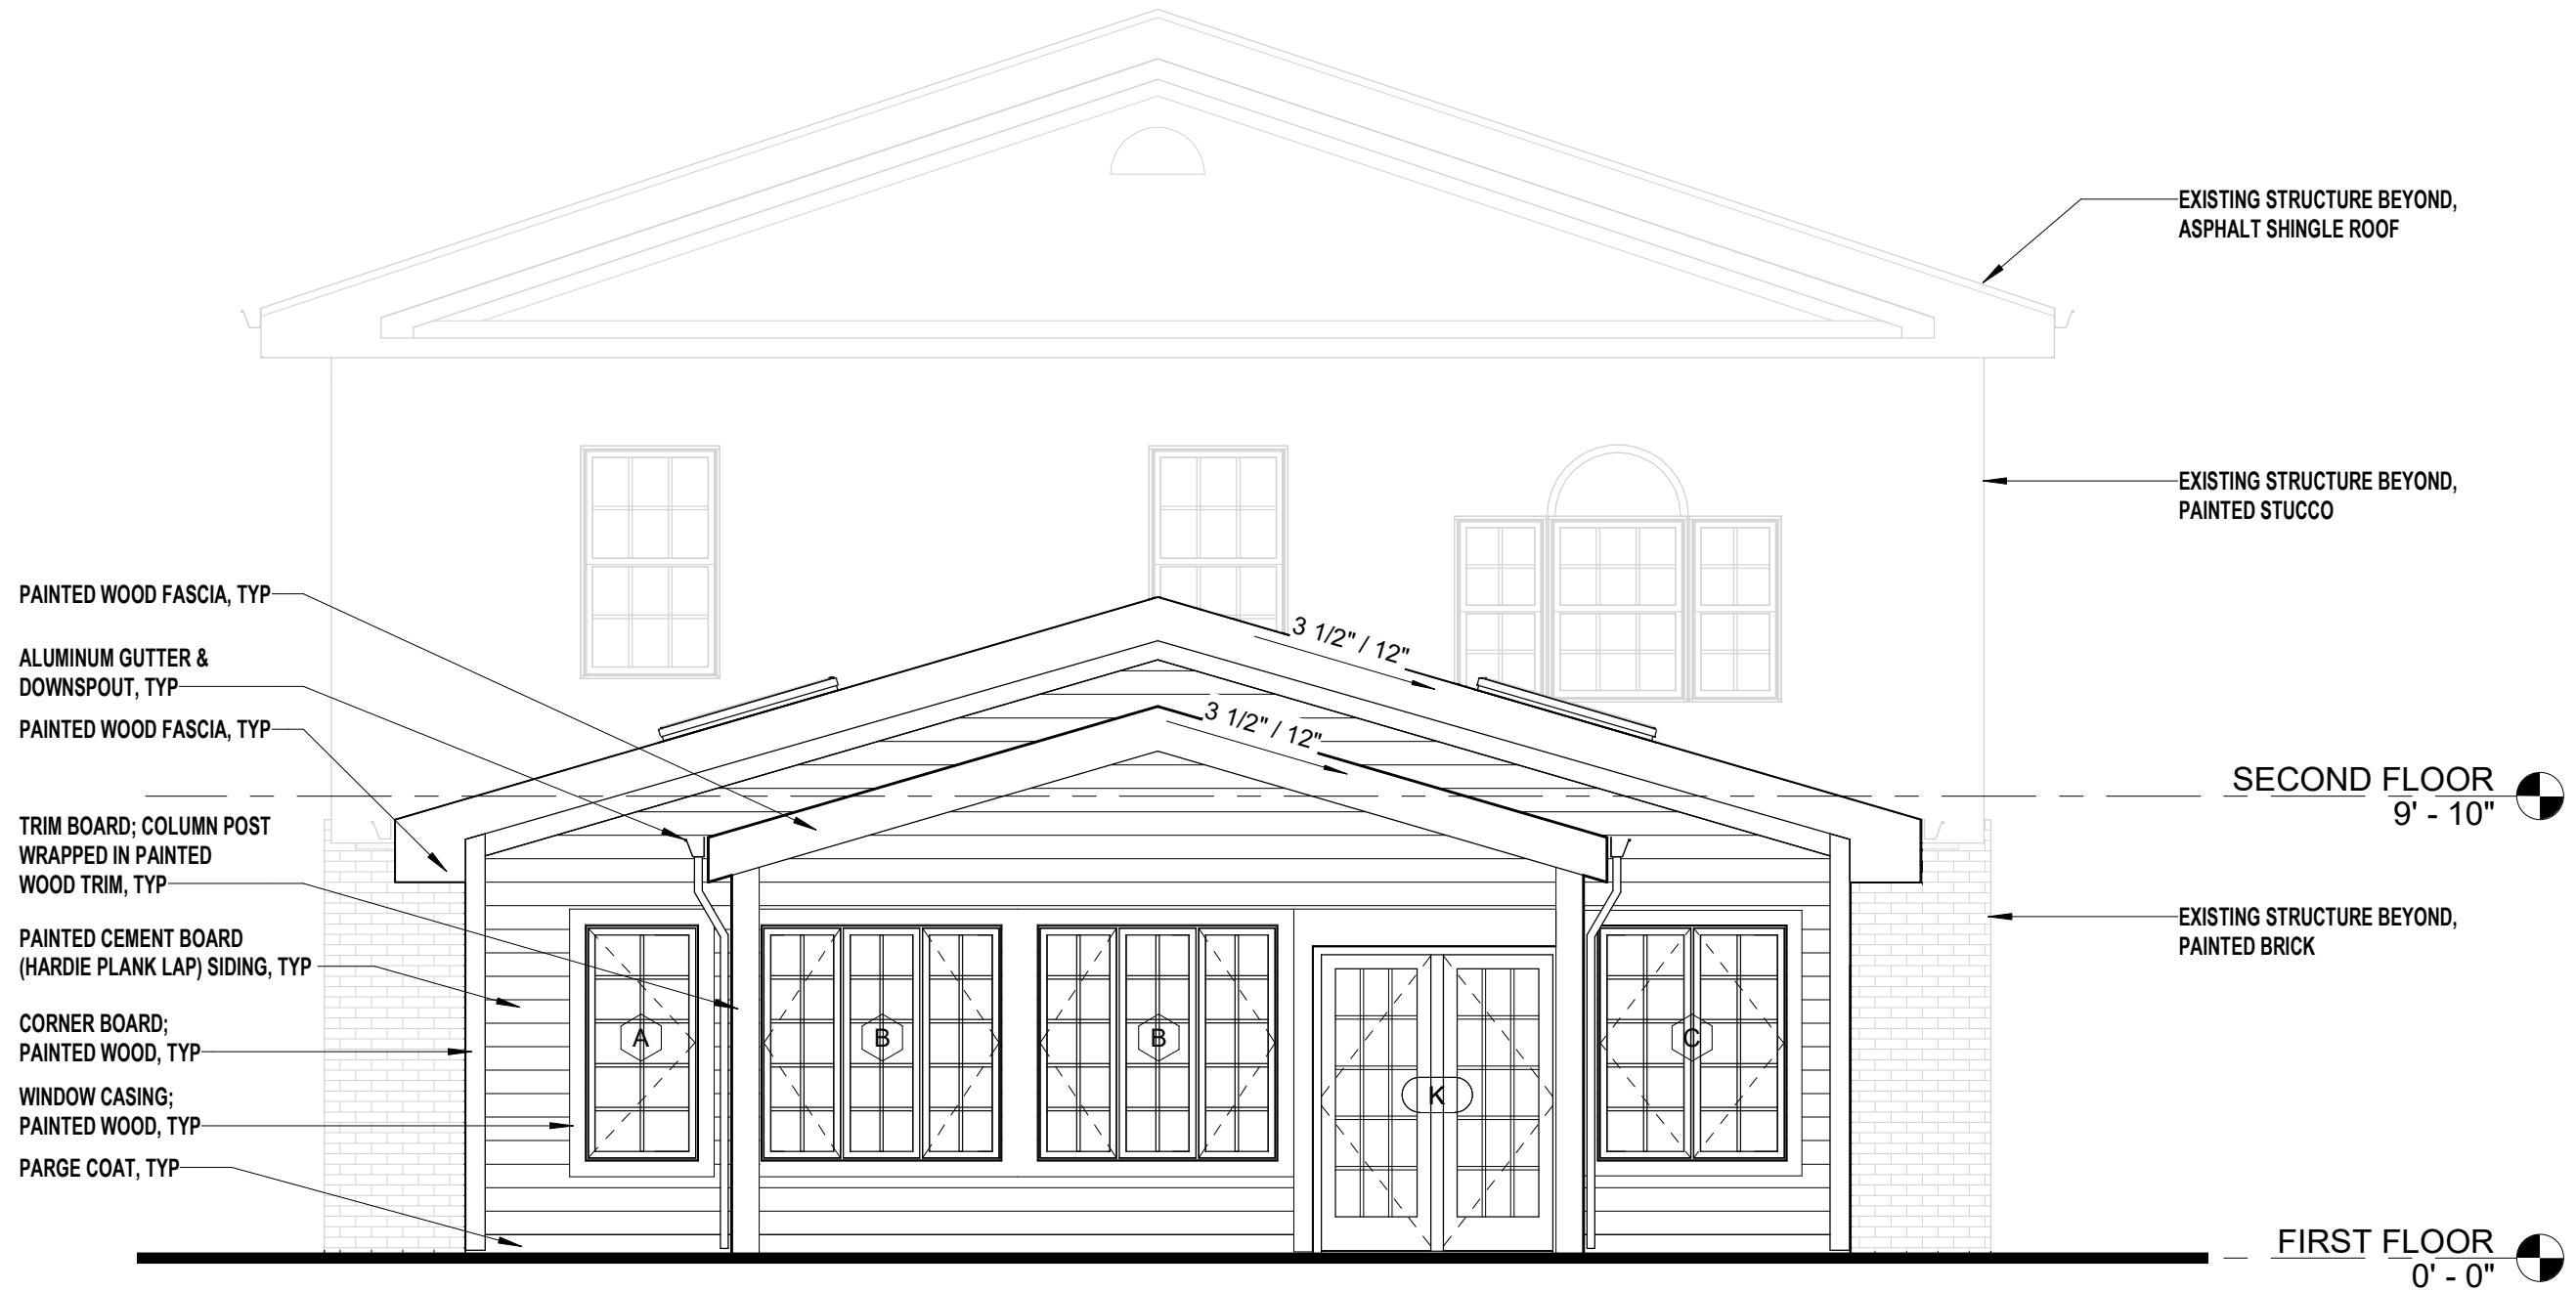 EXISTING STRUCTURE BEYOND,
ASPHALT SHINGLE ROOF
EXISTING STRUCTURE BEYOND,
PAINTED STUCCO
PAINTED WOOD FASCIA, TYP
ALUMINUM GUTTER &
DOWNSPOUT, TYP
PAINTED WOOD FASCIA, TYP
TRIM BOARD; COLUMN POST
WRAPPED IN PAINTED
WOOD TRIM, TYP
PAINTED CEMENT BOARD
(HARDIE PLANK LAP) SIDING, TYP
CORNER BOARD;
PAINTED WOOD, TYP
WINDOW CASING;
PAINTED WOOD, TYP
PARGE COAT, TYP
3 1/2" / 12"
3 1/2" / 12"
A
B
B
K
C
SECOND FLOOR
9' - 10"
EXISTING STRUCTURE BEYOND,
PAINTED BRICK
FIRST FLOOR
0' - 0"